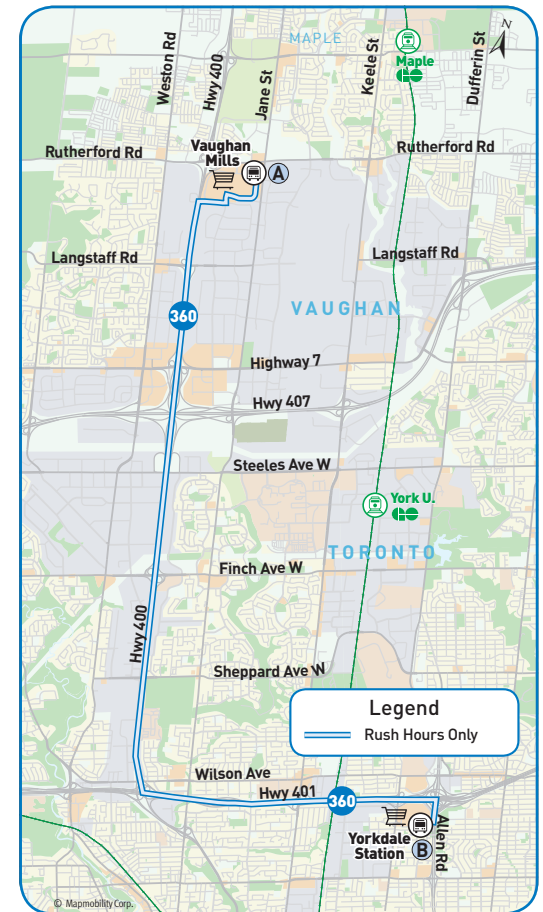 N
MAPLE
Weston Rd
Hwy 400
Jane St
Keele St
Maple
GO
Dufferin St
Rutherford Rd
Vaughan
Mills
A
Rutherford Rd
Langstaff Rd
Langstaff Rd
360
VAUGHAN
Highway 7
Hwy 407
Steeles Ave W
York U.
GO
TORONTO
Finch Ave W
Hwy 400
Sheppard Ave W
Legend
Rush Hours Only
Wilson Ave
Hwy 401
360
Yorkdale
Station
B
Allen Rd
© Mapmobility Corp.